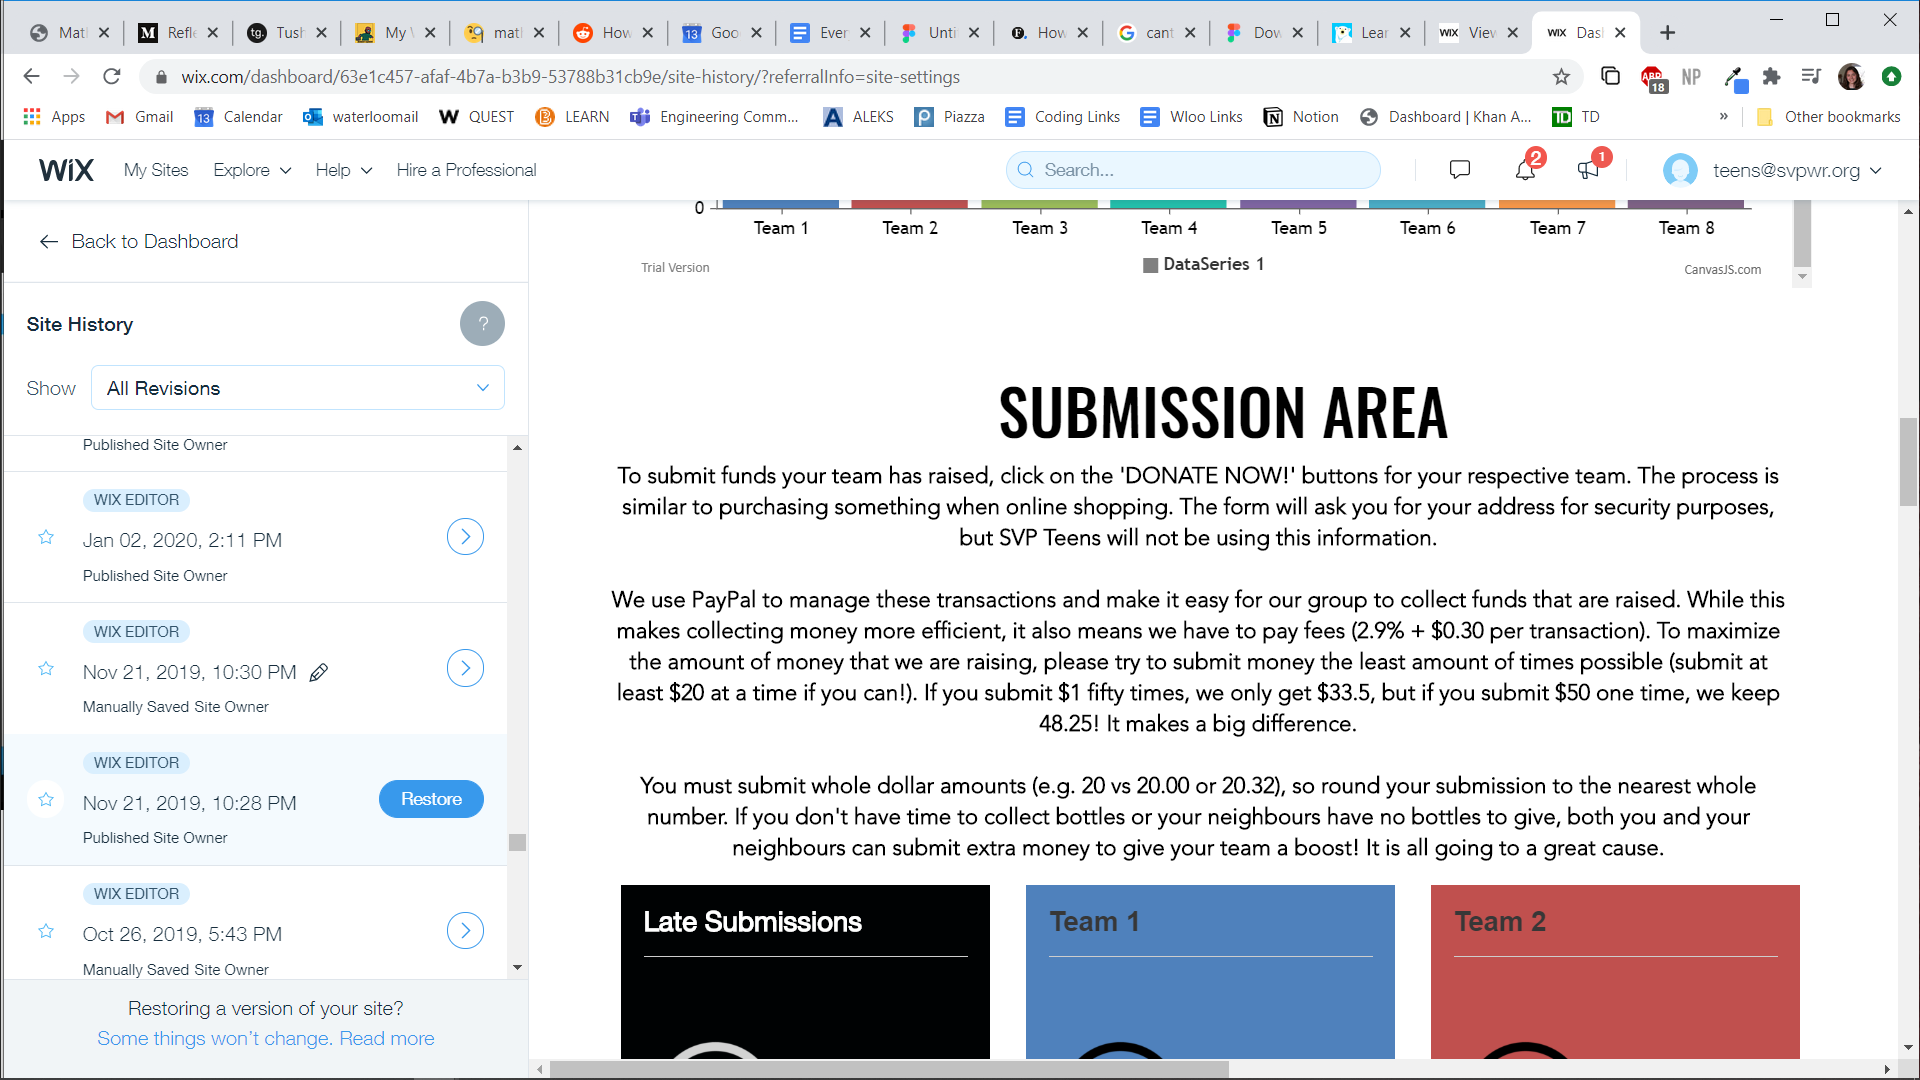 Matl
Refle
tg.
Tusl
My \
matl
How
13
Goo
Ever
Unti
How
cant
Dow
Lear
WIX
View
WIX
Dasl
wix.com/dashboard/63e1c457-afaf-4b7a-b3b9-53788b31cb9e/site-history/?referralInfo=site-settings
ABP
18
NP
Apps
Gmail
13
Calendar
waterloomail
QUEST
LEARN
Engineering Comm...
ALEKS
Piazza
Coding Links
Wloo Links
Notion
Dashboard | Khan A...
TD
»
Other bookmarks
WiX
My Sites
Explore
Help
Hire a Professional
Search...
2
1
teens@svpwr.org
Back to Dashboard
Site History
?
Show
All Revisions
Published Site Owner
WIX EDITOR
Jan 02, 2020, 2:11 PM
Published Site Owner
WIX EDITOR
Nov 21, 2019, 10:30 PM
Manually Saved Site Owner
WIX EDITOR
Nov 21, 2019, 10:28 PM
Restore
Published Site Owner
WIX EDITOR
Oct 26, 2019, 5:43 PM
Manually Saved Site Owner
Restoring a version of your site?
Some things won't change. Read more
0
Team 1
Team 2
Team 3
Team 4
Team 5
Team 6
Team 7
Team 8
DataSeries 1
Trial Version
CanvasJS.com
SUBMISSION AREA
To submit funds your team has raised, click on the 'DONATE NOW!' buttons for your respective team. The process is
similar to purchasing something when online shopping. The form will ask you for your address for security purposes,
but SVP Teens will not be using this information.
We use PayPal to manage these transactions and make it easy for our group to collect funds that are raised. While this
makes collecting money more efficient, it also means we have to pay fees (2.9% + $0.30 per transaction). To maximize
the amount of money that we are raising, please try to submit money the least amount of times possible (submit at
least $20 at a time if you can!). If you submit $1 fifty times, we only get $33.5, but if you submit $50 one time, we keep
48.25! It makes a big difference.
You must submit whole dollar amounts (e.g. 20 vs 20.00 or 20.32), so round your submission to the nearest whole
number. If you don't have time to collect bottles or your neighbours have no bottles to give, both you and your
neighbours can submit extra money to give your team a boost! It is all going to a great cause.
Late Submissions
Team 1
Team 2